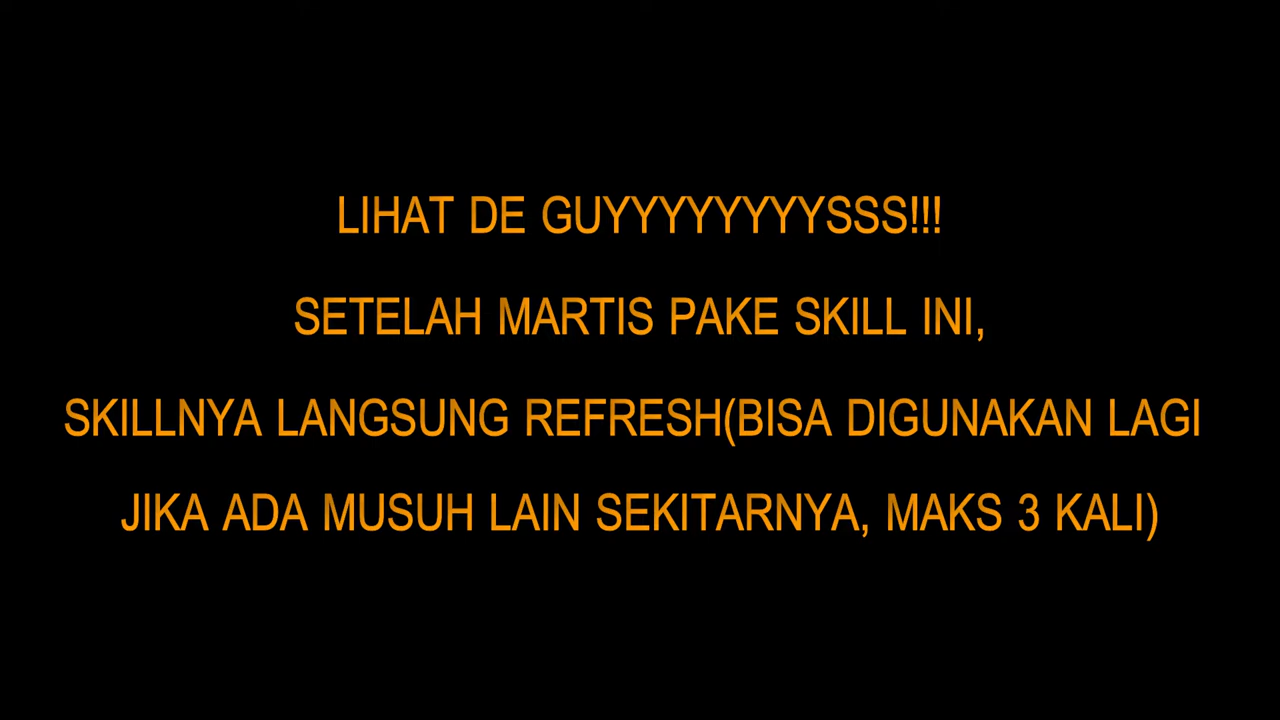 LIHAT DE GUYYYYYYYYSSS!!!
SETELAH MARTIS PAKE SKILL INI,
SKILLNYA LANGSUNG REFRESH(BISA DIGUNAKAN LAGI
JIKA ADA MUSUH LAIN SEKITARNYA, MAKS 3 KALI)